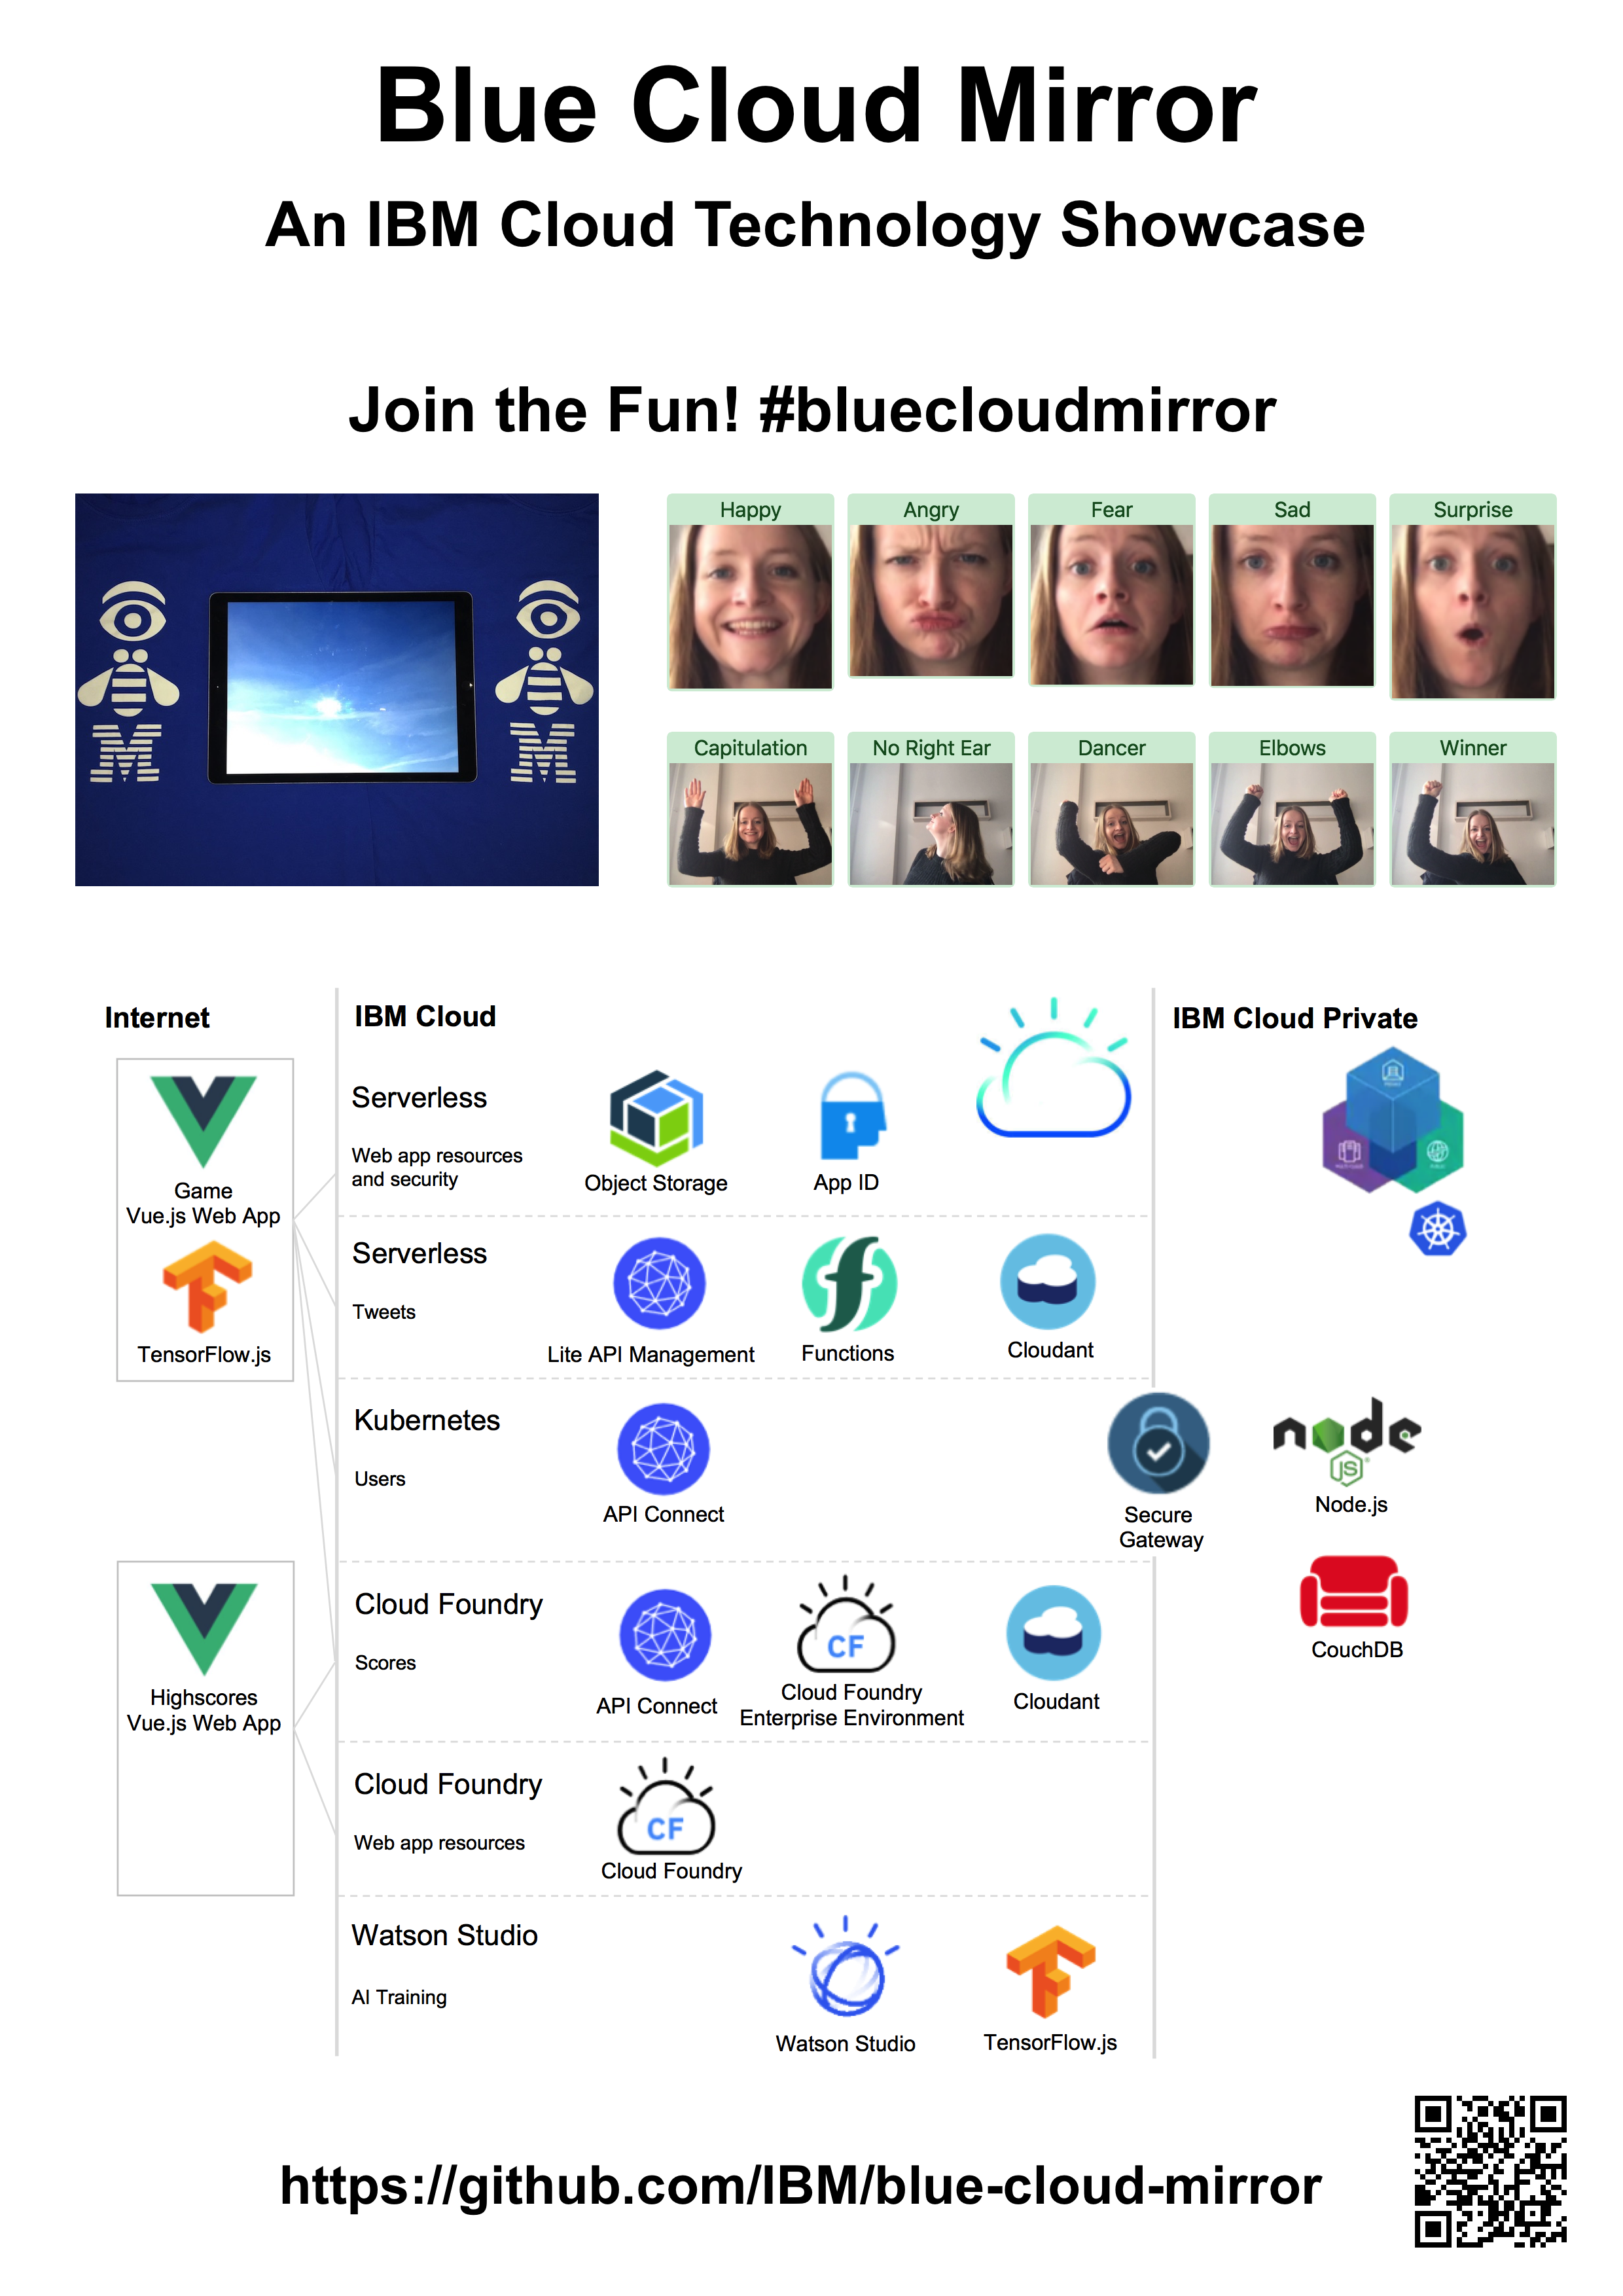 Blue Cloud Mirror
An IBM Cloud Technology Showcase
Join the Fun! #bluecloudmirror
M
M
Happy
Angry
Fear
Sad
Surprise
Capitulation
No Right Ear
Dancer
Elbows
Winner
Internet
Game
Vue.js Web App
TensorFlow.js
Highscores
Vue.js Web App
IBM Cloud
Serverless
Web app resources
and security
Object Storage
App ID
Serverless
Tweets
Lite API Management
Functions
Cloudant
Kubernetes
Users
API Connect
Secure
Gateway
Cloud Foundry
Scores
API Connect
CF
Cloud Foundry
Enterprise Environment
Cloudant
Cloud Foundry
Web app resources
CF
Cloud Foundry
Watson Studio
AI Training
Watson Studio
TensorFlow.js
IBM Cloud Private
node
JS
Node.js
CouchDB
https://github.com/IBM/blue-cloud-mirror